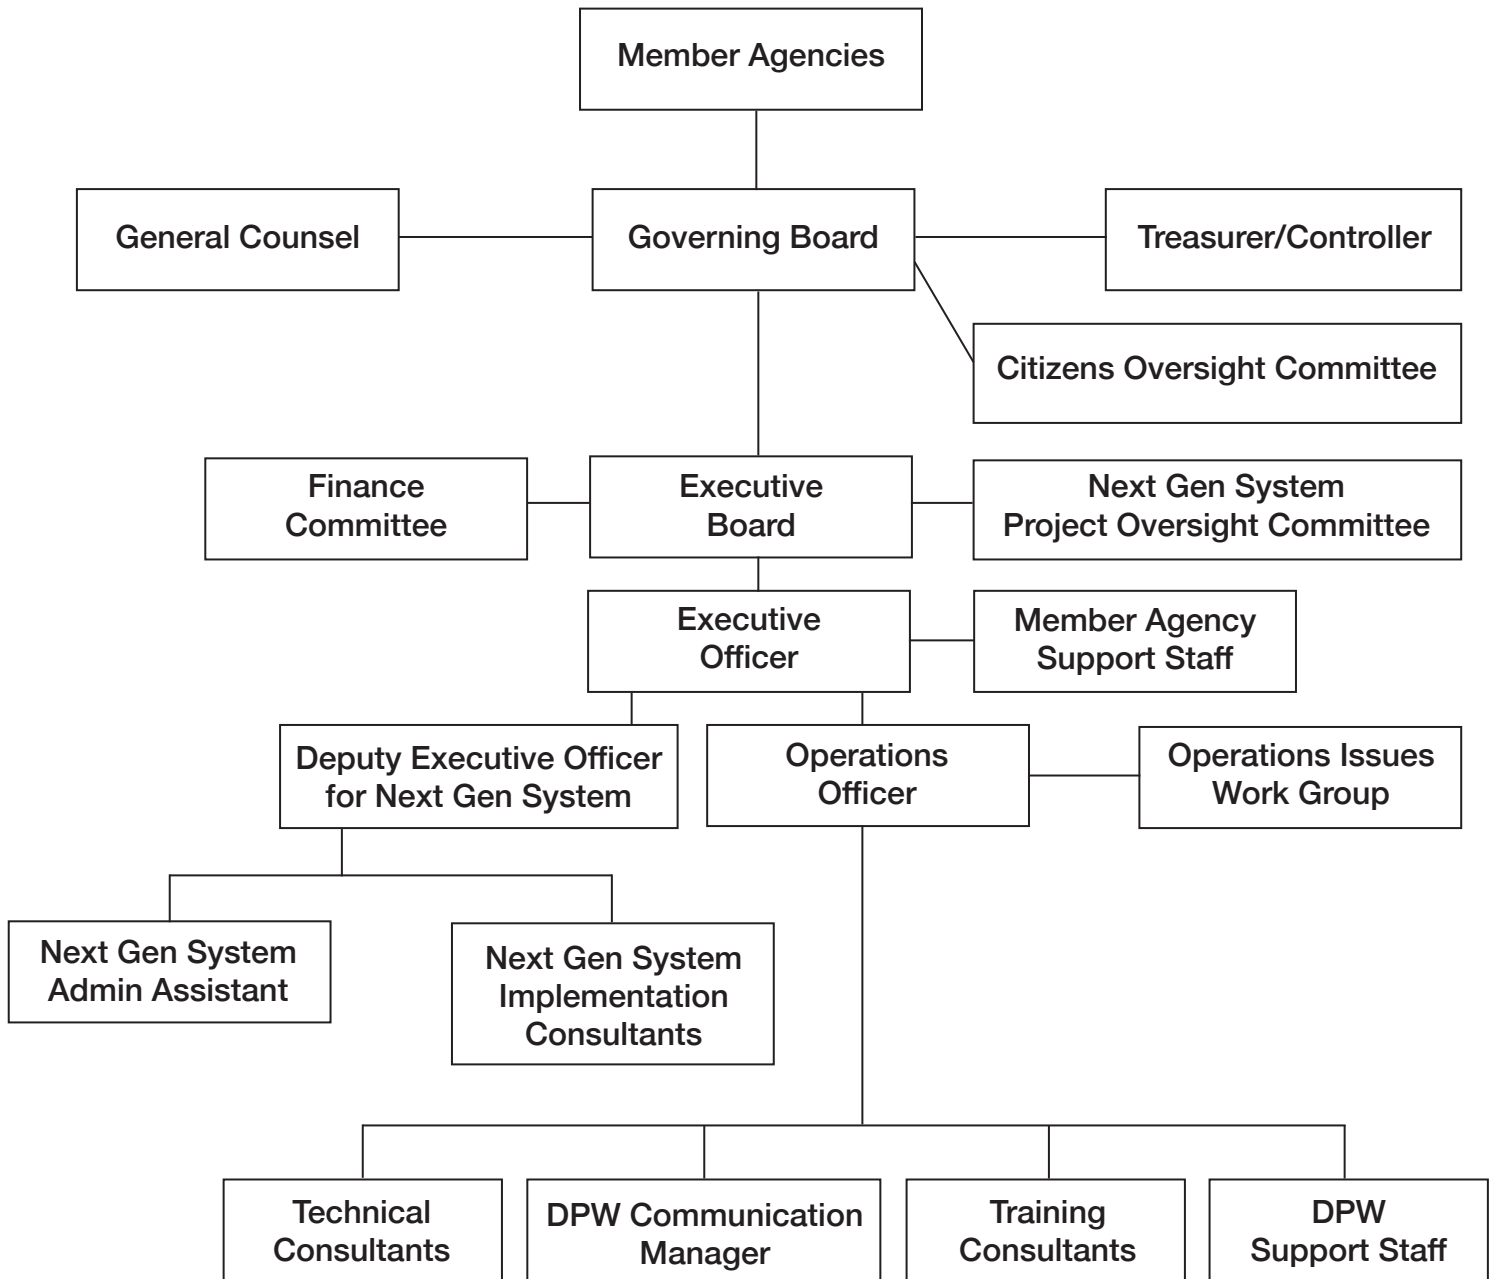 Member Agencies
General Counsel
Governing Board
Treasurer/Controller
Citizens Oversight Committee
Finance
Committee
Executive
Board
Next Gen System
Project Oversight Committee
Executive
Officer
Member Agency
Support Staff
Deputy Executive Officer
for Next Gen System
Operations
Officer
Operations Issues
Work Group
Next Gen System
Admin Assistant
Next Gen System
Implementation
Consultants
Technical
Consultants
DPW Communication
Manager
Training
Consultants
DPW
Support Staff